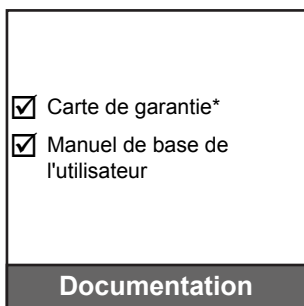 ☑ Carte de garantie*
☑ Manuel de base de
l'utilisateur
Documentation